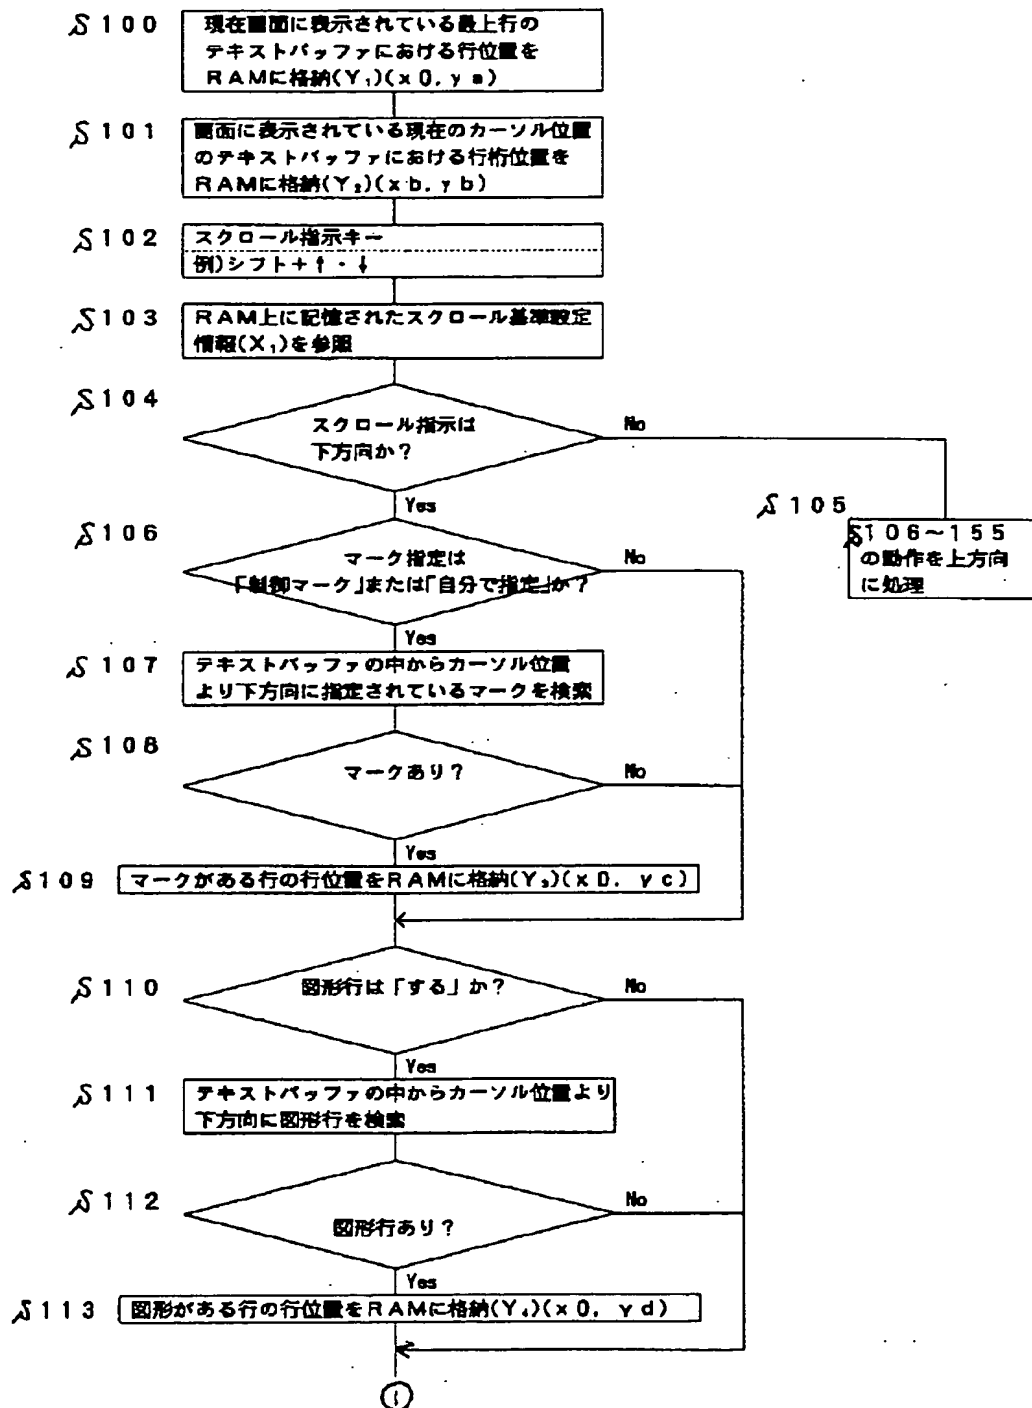 S100
現在画面に表示されている最上行の
テキストバッファにおける行位置を
RAMに格納(Y₁)(x0, ya)
S101
画面に表示されている現在のカーソル位置
のテキストバッファにおける行桁位置を
RAMに格納(Y₂)(xb, yb)
S102
スクロール指示キー
例)シフト+↑・↓
S103
RAM上に記憶されたスクロール基準設定
情報(X₁)を参照
S104
スクロール指示は
下方向か?
No
Yes
S105
S106~155
の動作を上方向
に処理
S106
マーク指定は
「制御マーク」または「自分で指定」か?
No
Yes
S107
テキストバッファの中からカーソル位置
より下方向に指定されているマークを検索
S108
マークあり?
No
Yes
S109
マークがある行の行位置をRAMに格納(Y₃)(x0, yc)
S110
図形行は「する」か?
No
Yes
S111
テキストバッファの中からカーソル位置より
下方向に図形行を検索
S112
図形行あり?
No
Yes
S113
図形がある行の行位置をRAMに格納(Y₄)(x0, yd)
①